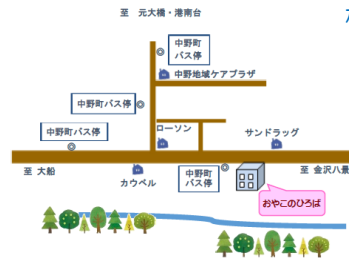 至 元大橋・港南台
中野町
バス停
中野地域ケアプラザ
中野町バス停
中野町バス停
ローソン
サンドラッグ
至 大船
カウベル
中野町
バス停
至 金沢八景
おやこのひろば